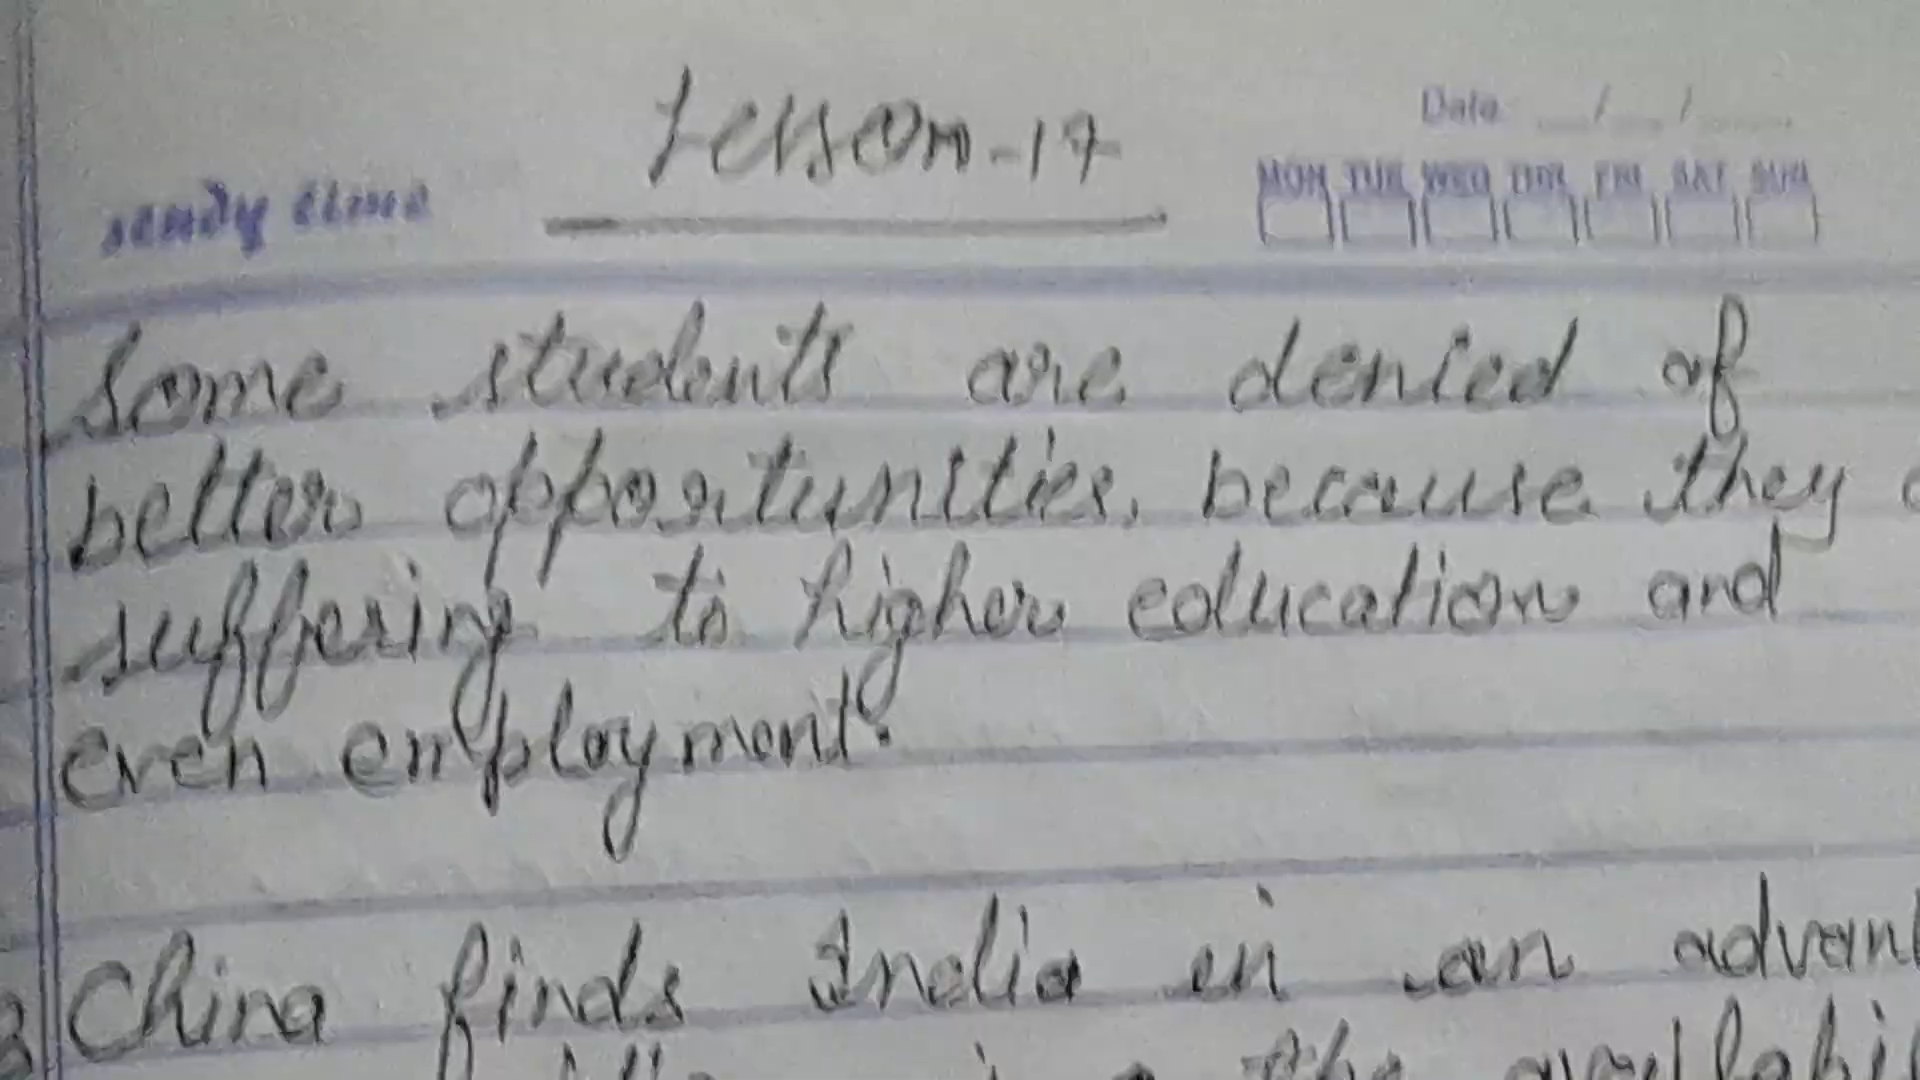 Lesson-17
Date
study time
MON TUE WED THU FRI SAT SUN
Some students are denied of
better opportunities, because they
suffering to higher education and
even employment.
China finds India in an
the